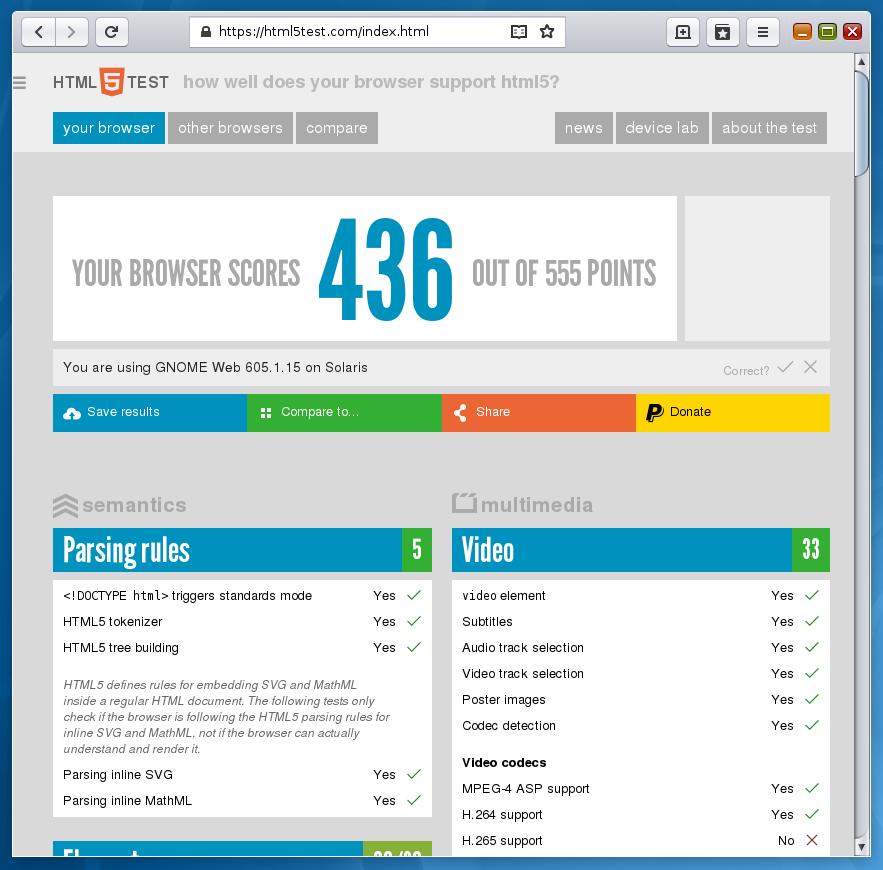 https://html5test.com/index.html
HTML 5 TEST how well does your browser support html5?
your browser other browsers compare news device lab about the test
YOUR BROWSER SCORES 436 OUT OF 555 POINTS
You are using GNOME Web 605.1.15 on Solaris Correct?
Save results Compare to... Share Donate
semantics
Parsing rules 5
<!DOCTYPE html> triggers standards mode Yes
HTML5 tokenizer Yes
HTML5 tree building Yes
HTML5 defines rules for embedding SVG and MathML
inside a regular HTML document. The following tests only
check if the browser is following the HTML5 parsing rules for
inline SVG and MathML, not if the browser can actually
understand and render it.
Parsing inline SVG Yes
Parsing inline MathML Yes
multimedia
Video 33
video element Yes
Subtitles Yes
Audio track selection Yes
Video track selection Yes
Poster images Yes
Codec detection Yes
Video codecs
MPEG-4 ASP support Yes
H.264 support Yes
H.265 support No